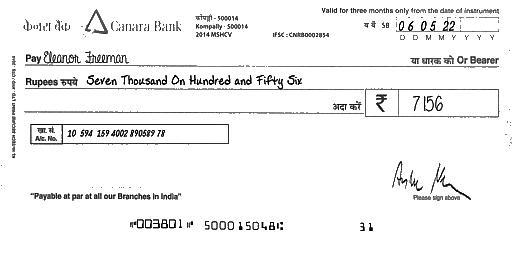 Valid for three months only from the date of instrument
केनरा बैंक Canara Bank
कोंपल्ली - 500014
Kompally - 500014
2014 MSHCV
IFSC : CNRB0002854
SB 06 05 22
D D M M Y Y Y Y
Pay Eleanor Freeman या धारक को Or Bearer
Rupees रुपये Seven Thousand On Hundred and Fifty Six
अदा करें ₹ 7156
खा. सं.
A/c. No. 10 594 159 4002 890589 78
"Payable at par at all our Branches in India"
Please sign above
⑈003801⑈ 500015048⑆ 31